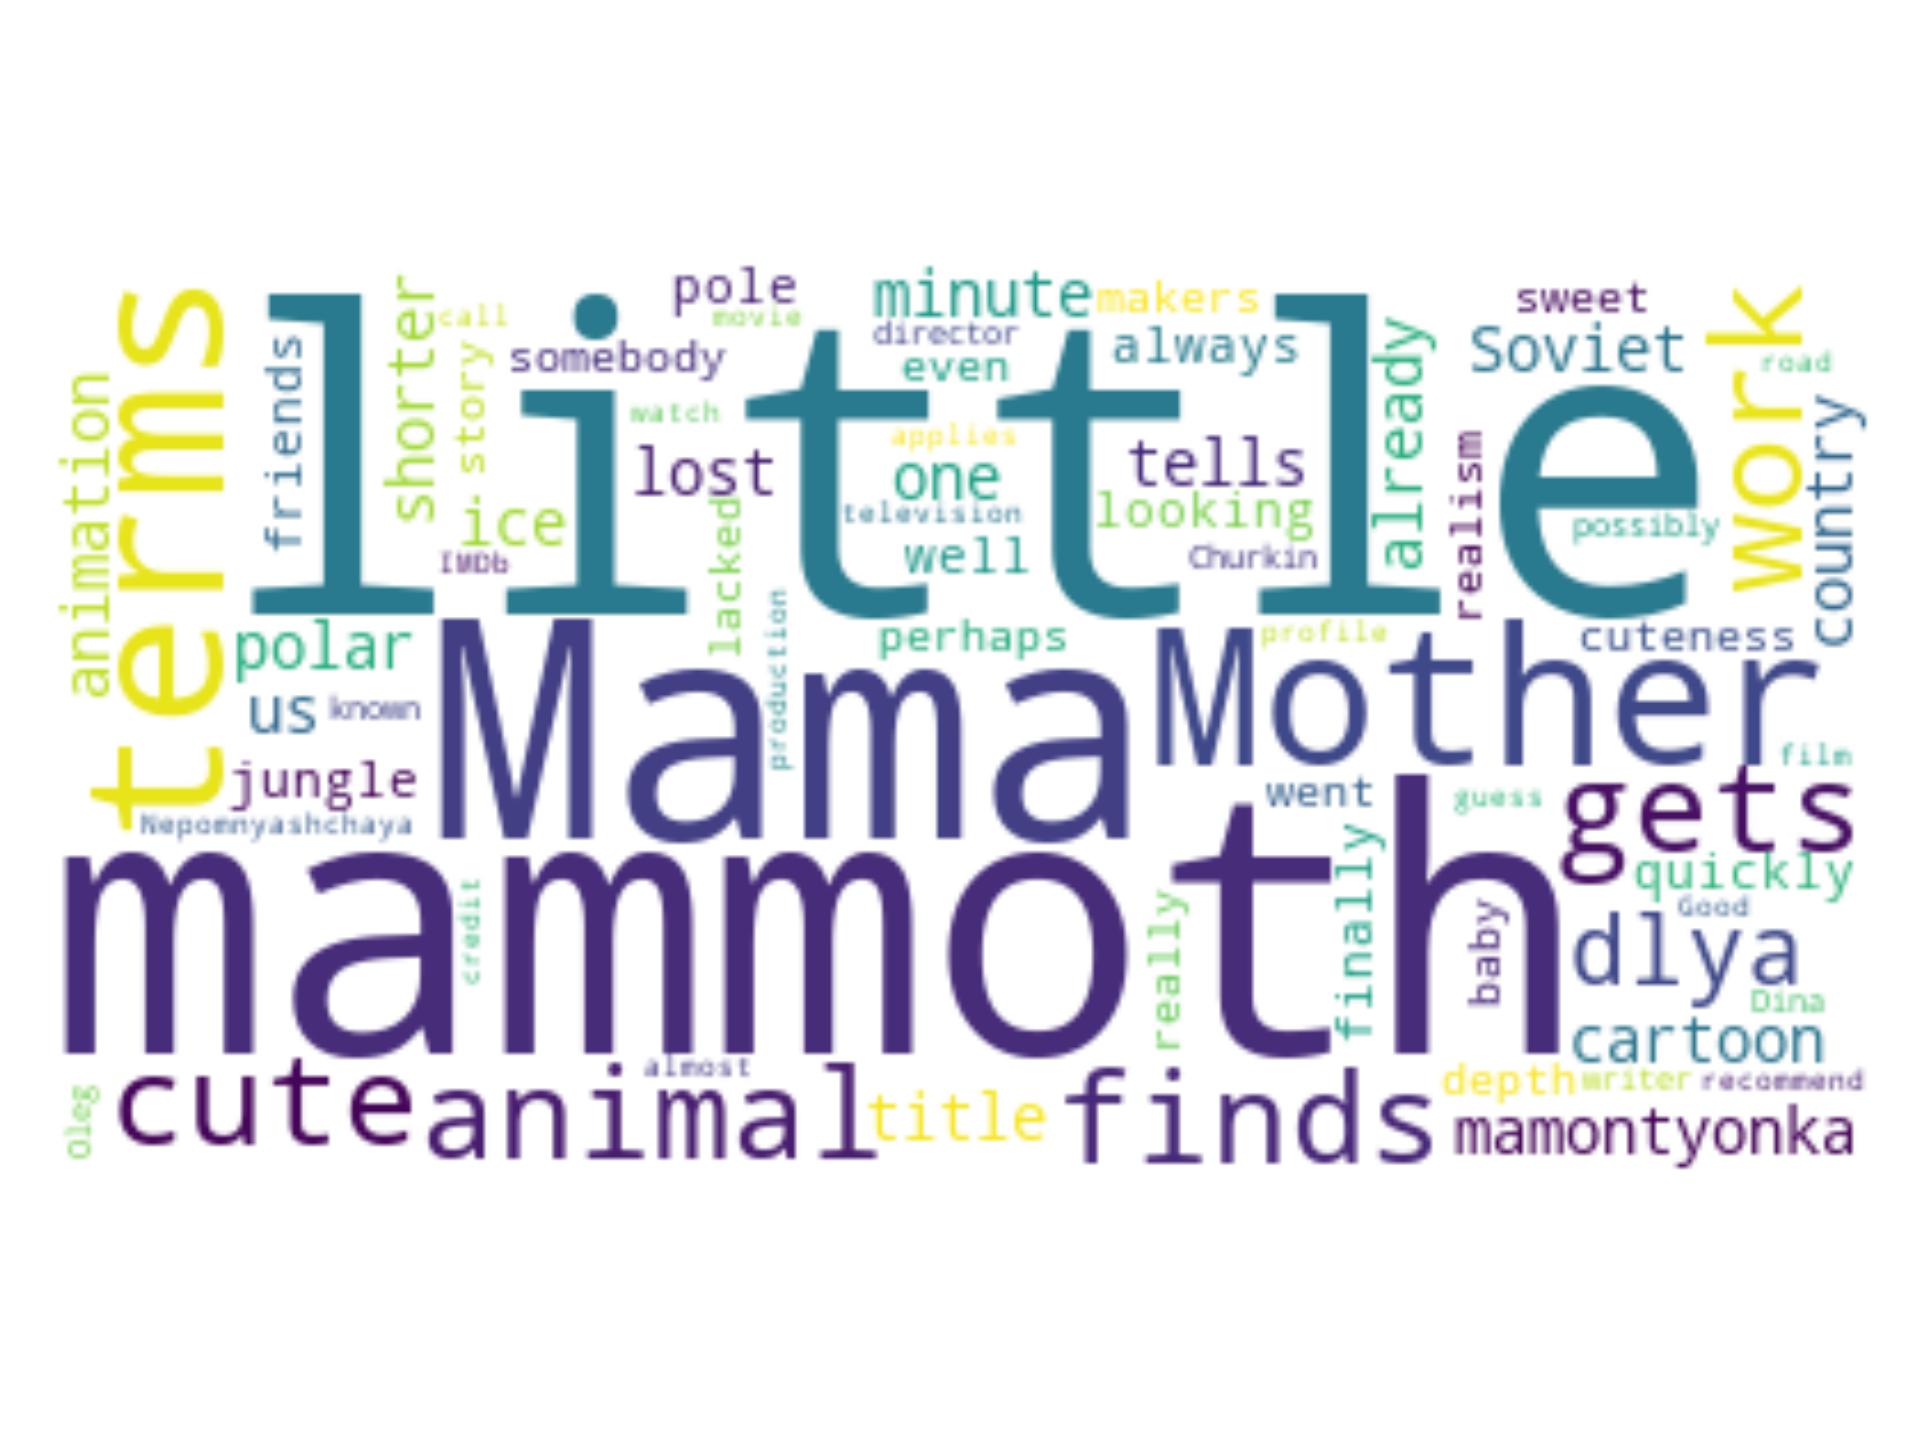 pole
minute
makers
sweet
call
movie
director
somebody
even
always
Soviet
work
road
terms
animation
friends
shorter
story
little
watch
applies
lost
one
tells
already
realism
country
ice
television
looking
possibly
IMDb
lacked
well
Churkin
polar
perhaps
profile
cuteness
us
known
Mama
production
Mother
film
jungle
went
guess
gets
Nepomnyashchaya
mammoth
credit
really
finally
baby
quickly
Good
dlya
Dina
cartoon
oleg
cute
almost
animal
title
finds
depth
writer
recommend
mamontyonka